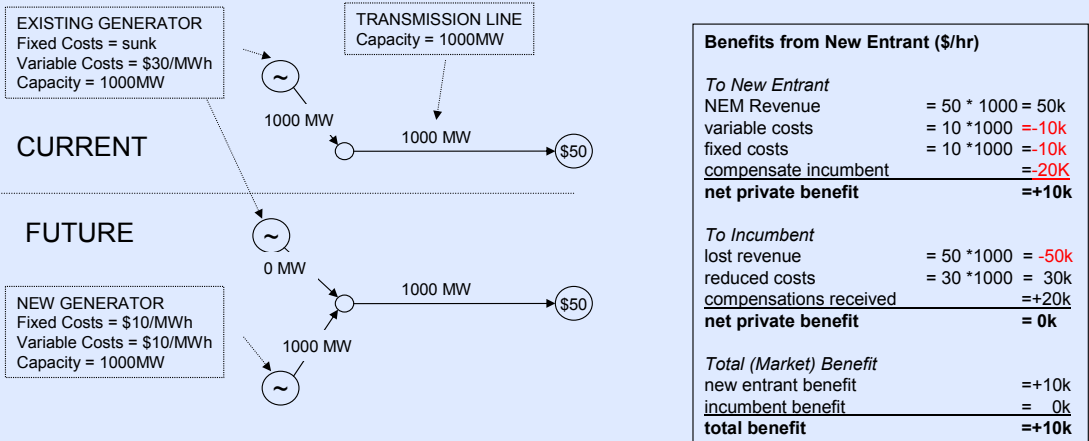 EXISTING GENERATOR
Fixed Costs = sunk
Variable Costs = $30/MWh
Capacity = 1000MW
TRANSMISSION LINE
Capacity = 1000MW
~
1000 MW
1000 MW
$50
CURRENT
FUTURE
~
0 MW
1000 MW
$50
NEW GENERATOR
Fixed Costs = $10/MWh
Variable Costs = $10/MWh
Capacity = 1000MW
1000 MW
~
Benefits from New Entrant ($/hr)
To New Entrant
NEM Revenue = 50 * 1000 = 50k
variable costs = 10 *1000 =-10k
fixed costs = 10 *1000 =-10k
compensate incumbent =-20K
net private benefit =+10k
To Incumbent
lost revenue = 50 *1000 = -50k
reduced costs = 30 *1000 = 30k
compensations received =+20k
net private benefit = 0k
Total (Market) Benefit
new entrant benefit =+10k
incumbent benefit = 0k
total benefit =+10k